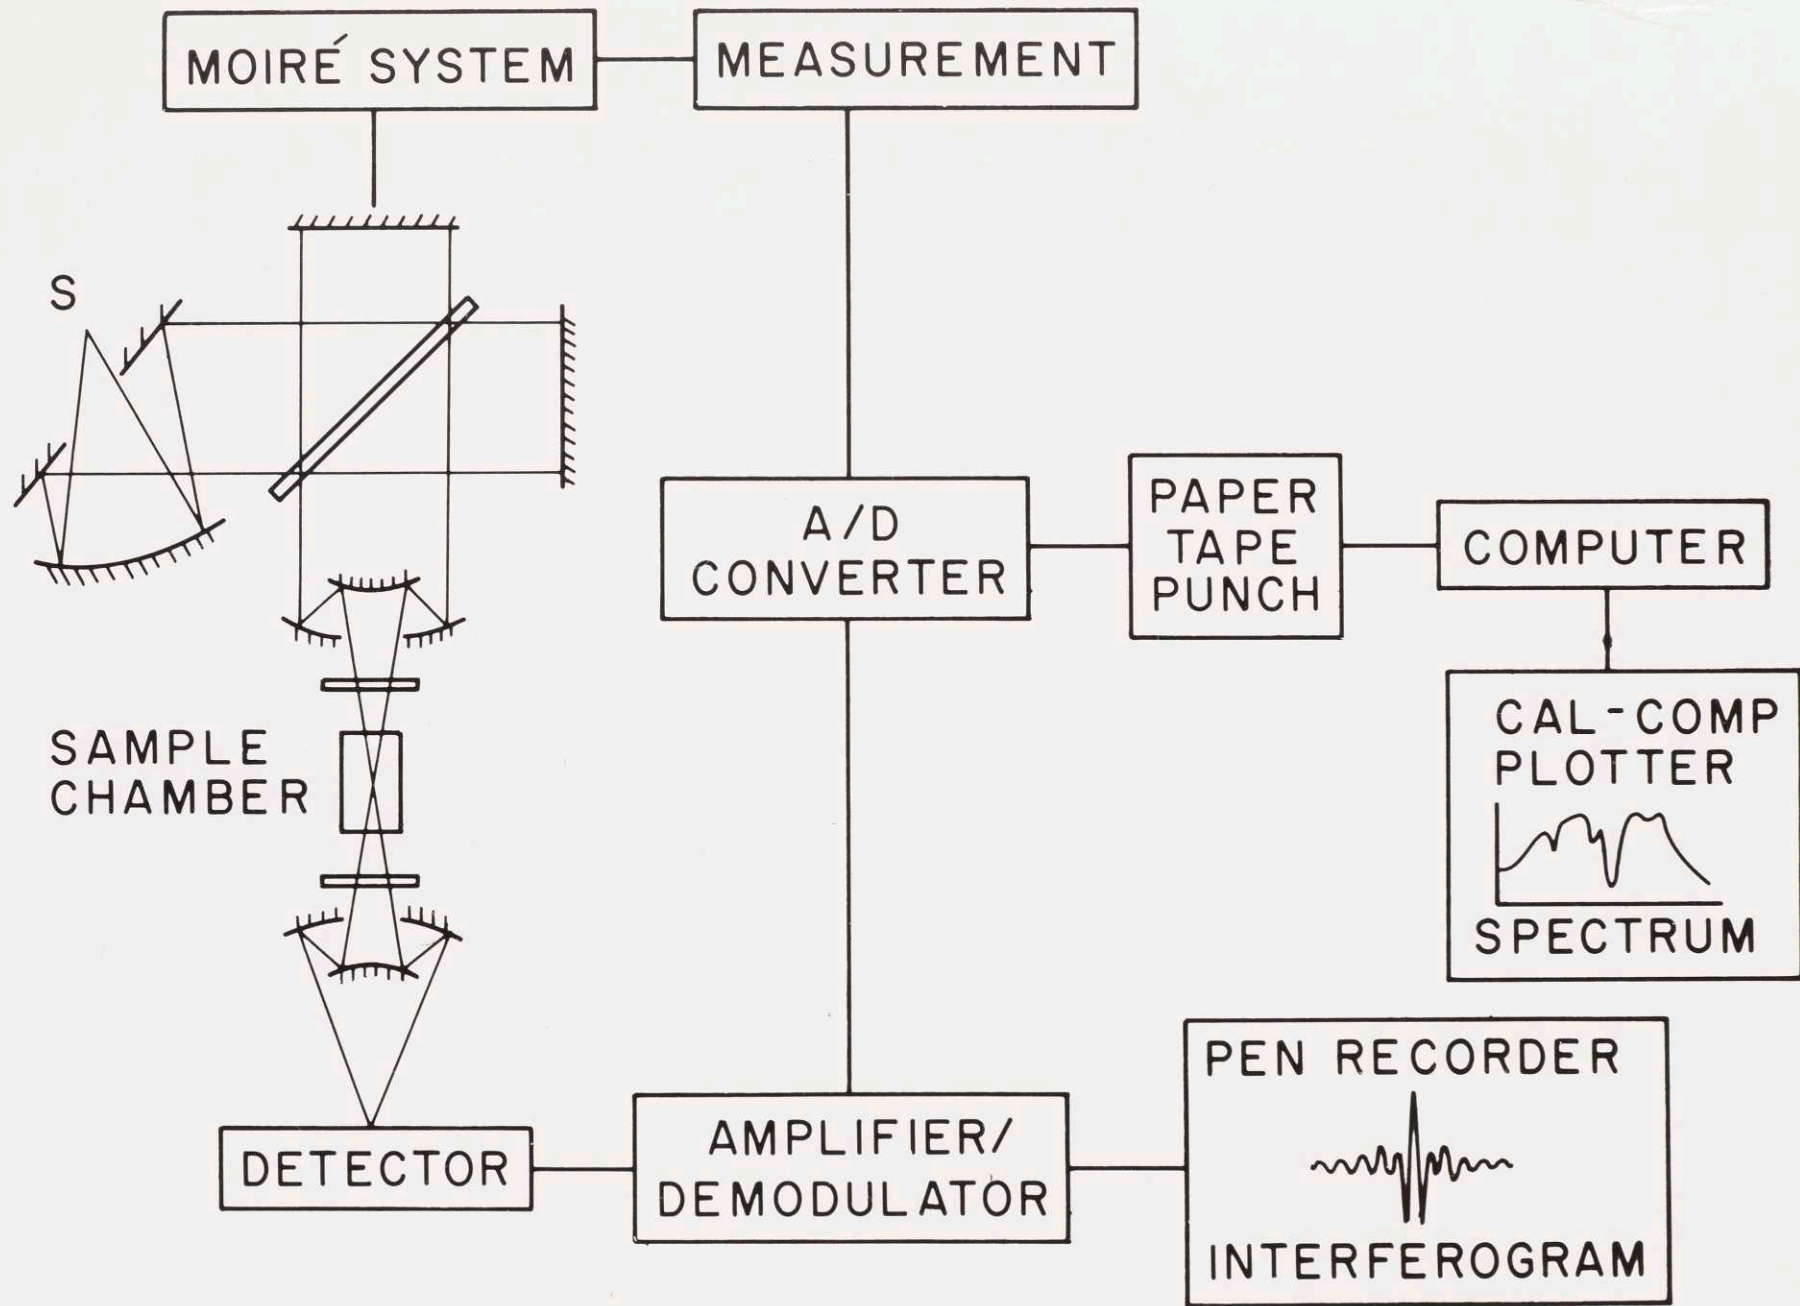 MOIRÉ SYSTEM
MEASUREMENT
S
A/D
CONVERTER
PAPER
TAPE
PUNCH
COMPUTER
SAMPLE
CHAMBER
CAL-COMP
PLOTTER
SPECTRUM
DETECTOR
AMPLIFIER/
DEMODULATOR
PEN RECORDER
INTERFEROGRAM